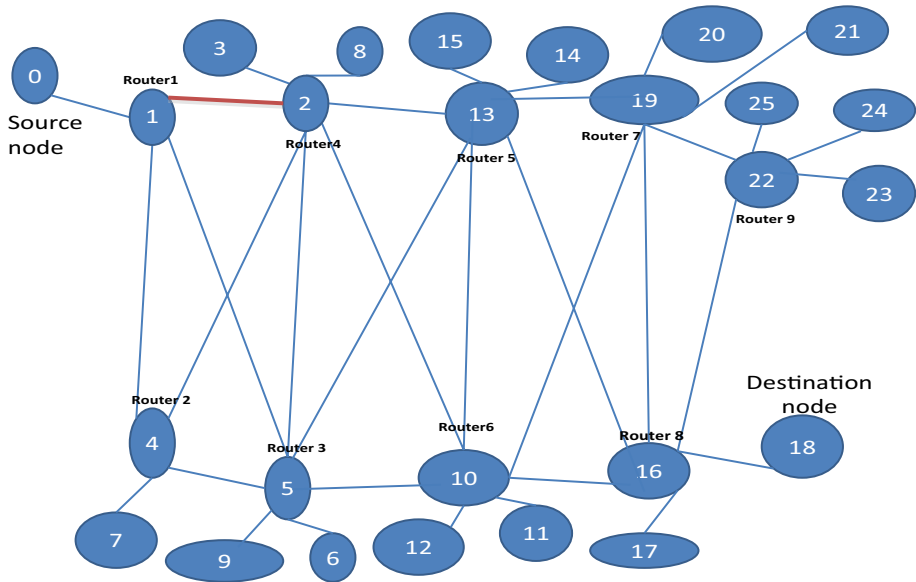 20
21
3
8
15
14
0
Router1
25
24
19
2
13
1
Source
node
Router 7
Router4
Router 5
22
23
Router 9
Destination
node
Router 2
Router6
Router 8
4
Router 3
18
16
10
5
7
11
12
17
9
6